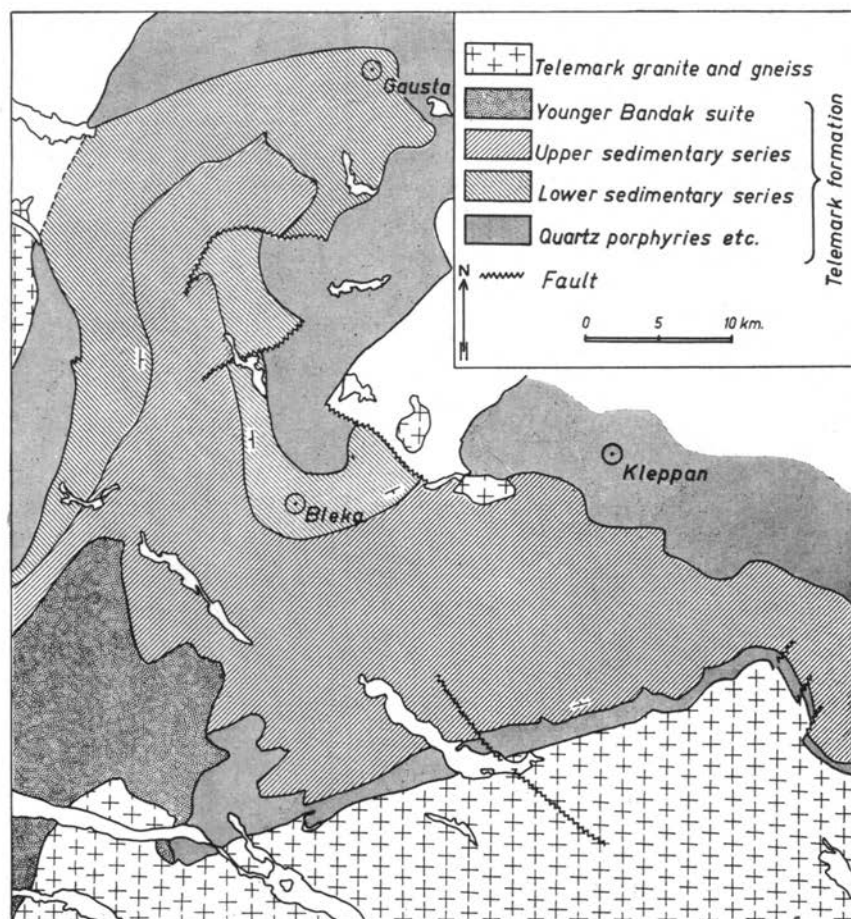 Gausta
Telemark granite and gneiss
Younger Bandak suite
Upper sedimentary series
Lower sedimentary series
Quartz porphyries etc.
Telemark formation
Fault
N
0 5 10 km.
Kleppan
Bleka